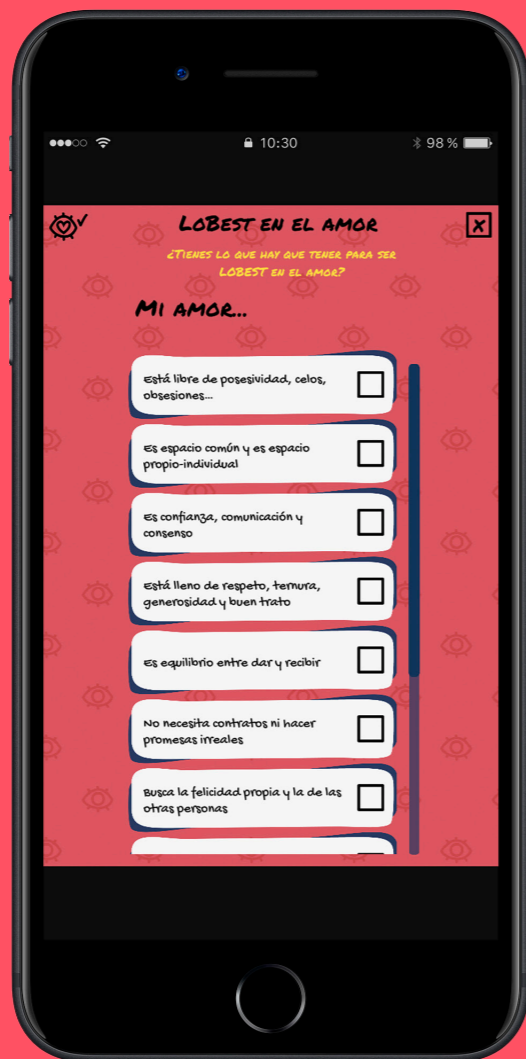 10:30
98 %
LoBest en el amor
X
¿Tienes lo que hay que tener para ser
LOBEST en el amor?
Mi amor...
Está libre de posesividad, celos,
obsesiones...
Es espacio común y es espacio
propio-individual
Es confianza, comunicación y
consenso
Está lleno de respeto, ternura,
generosidad y buen trato
Es equilibrio entre dar y recibir
No necesita contratos ni hacer
promesas irreales
Busca la felicidad propia y la de las
otras personas